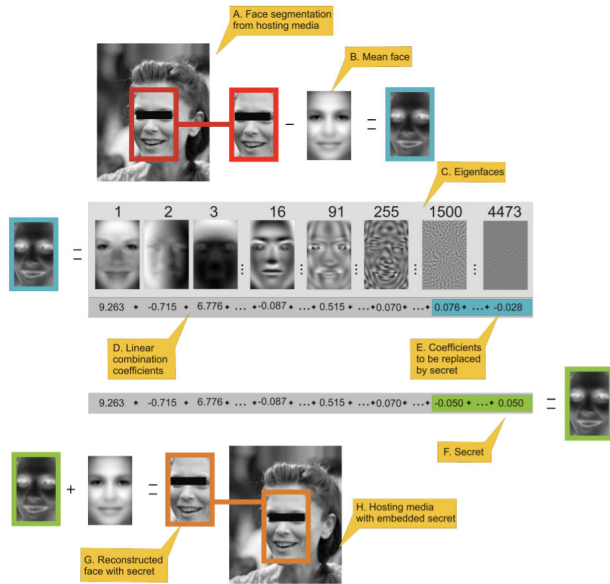 A. Face segmentation
from hosting media
B. Mean face
–
=
C. Eigenfaces
1 2 3 16 91 255 1500 4473
=
9.263 + -0.715 + 6.776 + ... + -0.087 + ... + 0.515 + ... + 0.070 + ... + 0.076 + ... + -0.028
D. Linear
combination
coefficients
E. Coefficients
to be replaced
by secret
9.263 + -0.715 + 6.776 + ... + -0.087 + ... + 0.515 + ... + 0.070 + ... + -0.050 + ... + 0.050 =
F. Secret
+ =
G. Reconstructed
face with secret
H. Hosting media
with embedded secret